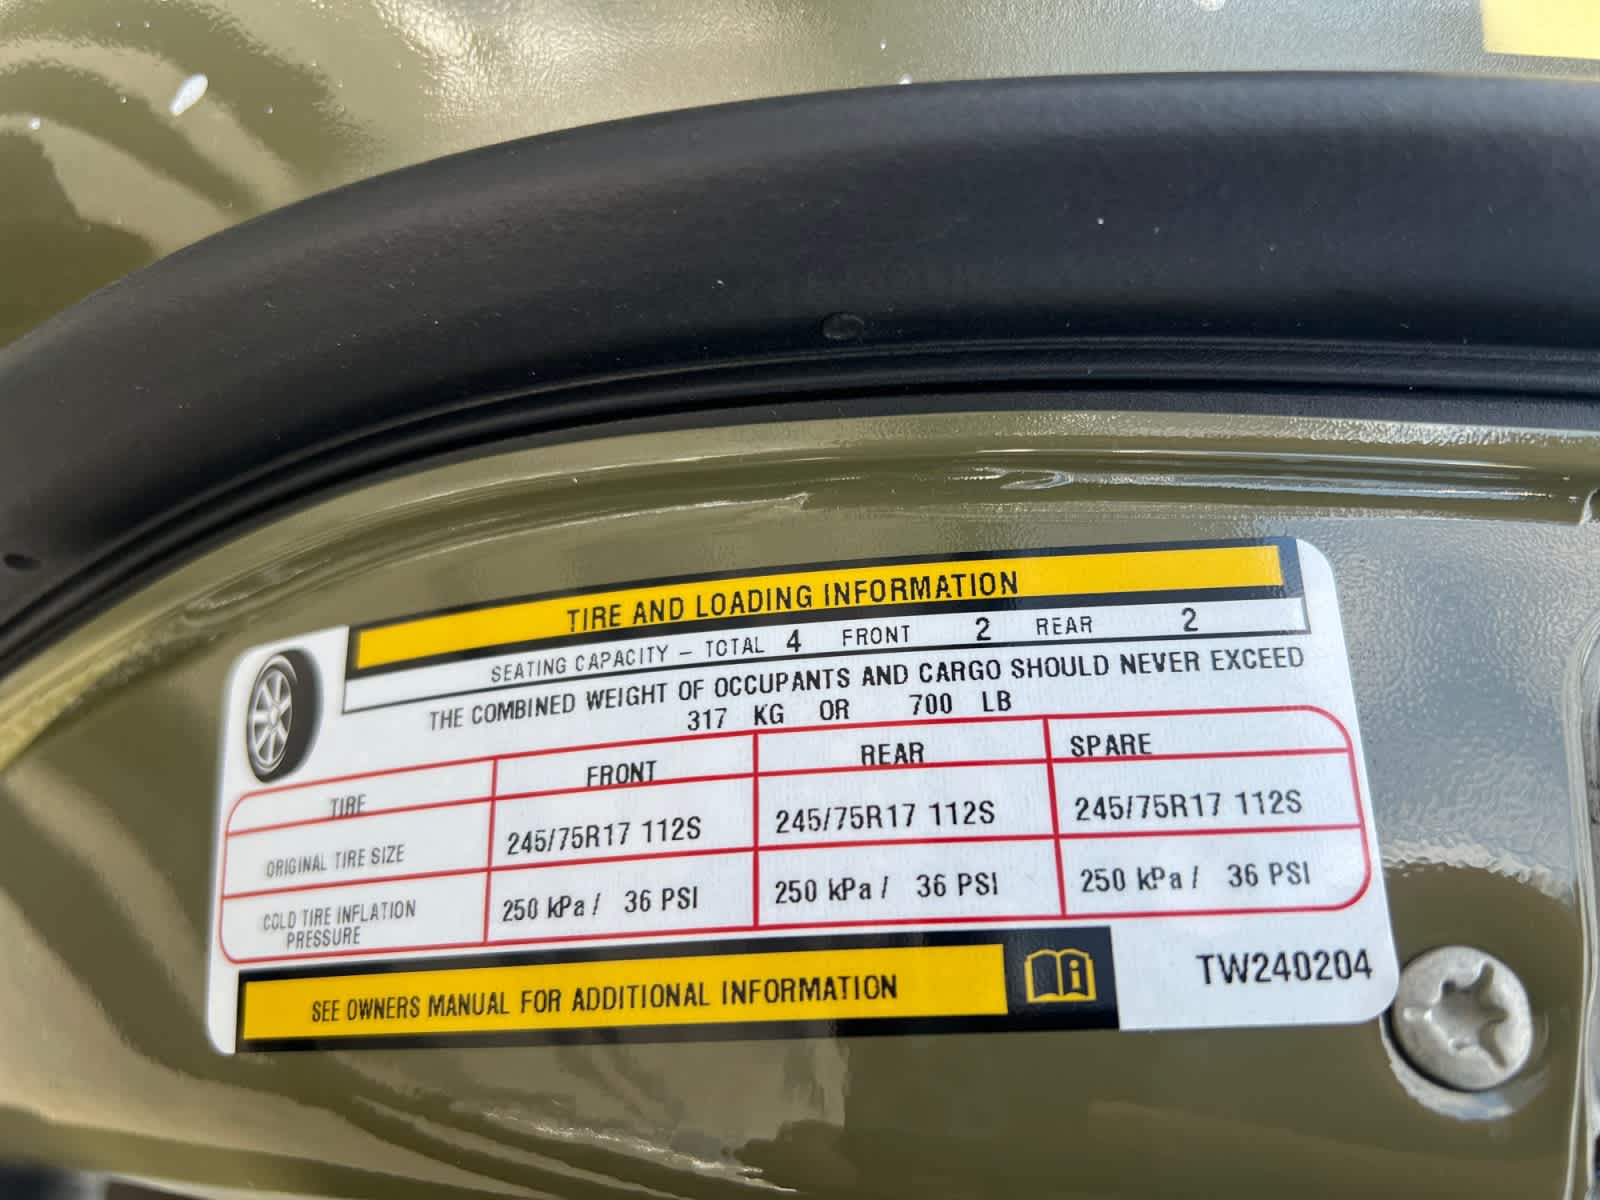 TIRE AND LOADING INFORMATION
SEATING CAPACITY – TOTAL 4 FRONT 2 REAR 2
THE COMBINED WEIGHT OF OCCUPANTS AND CARGO SHOULD NEVER EXCEED
317 KG OR 700 LB
TIRE FRONT REAR SPARE
ORIGINAL TIRE SIZE 245/75R17 112S 245/75R17 112S 245/75R17 112S
COLD TIRE INFLATION
PRESSURE 250 kPa / 36 PSI 250 kPa / 36 PSI 250 kPa / 36 PSI
SEE OWNERS MANUAL FOR ADDITIONAL INFORMATION
TW240204